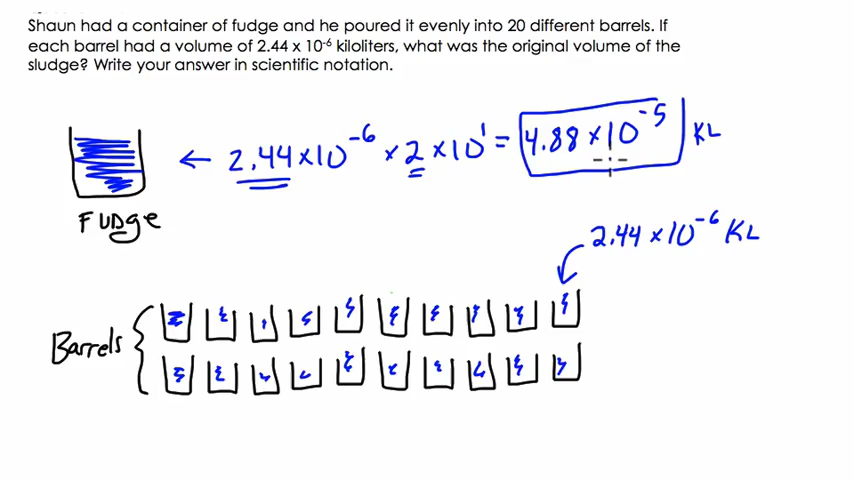 Shaun had a container of fudge and he poured it evenly into 20 different barrels. If
each barrel had a volume of 2.44 x 10⁻⁶ kiloliters, what was the original volume of the
sludge? Write your answer in scientific notation.
← 2.44 × 10⁻⁶ × 2 × 10¹ = 4.88 × 10⁻⁵ KL
FUDge
2.44 × 10⁻⁶ KL
Barrels